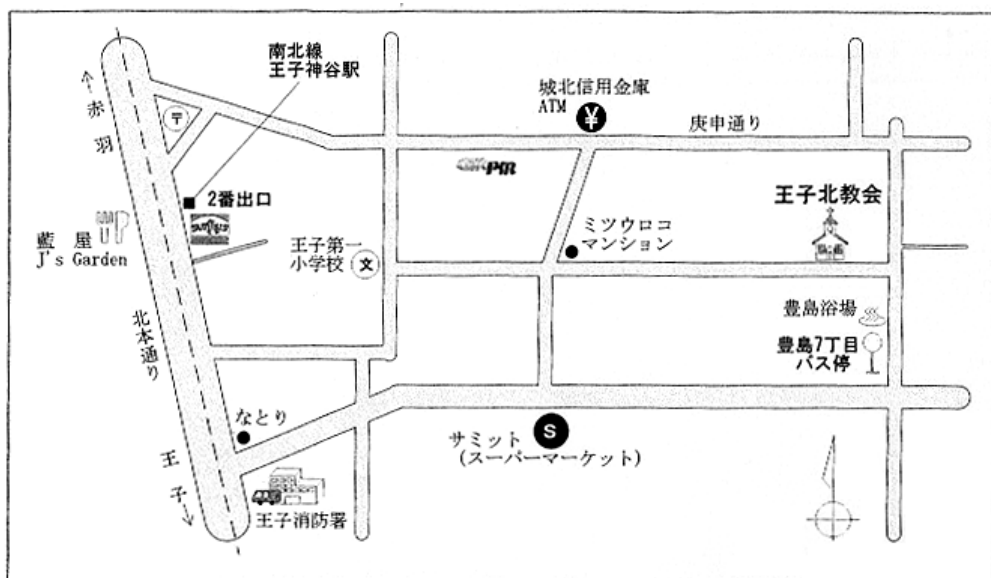 南北線
王子神谷駅
城北信用金庫
ATM
¥
庚申通り
←赤羽
〒
2番出口
王子北教会
藍屋
J's Garden
王子第一
小学校
文
ミツウロコ
マンション
北本通り
豊島浴場
豊島7丁目
バス停
なとり
S
サミット
(スーパーマーケット)
王子→
王子消防署